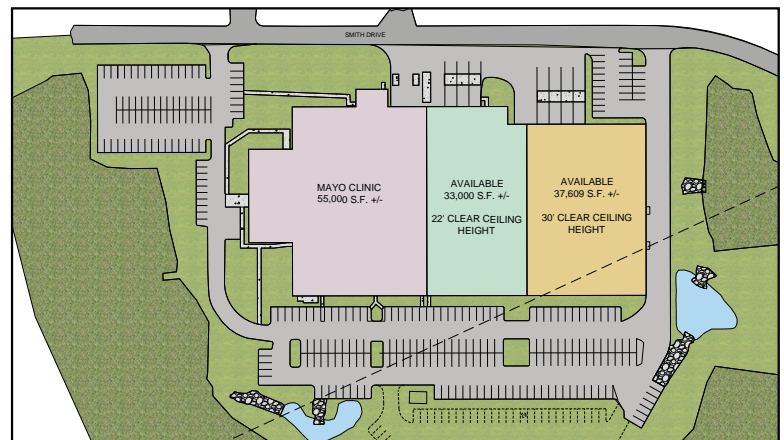 SMITH DRIVE
MAYO CLINIC
55,000 S.F. +/-
AVAILABLE
33,000 S.F. +/-
22' CLEAR CEILING
HEIGHT
AVAILABLE
37,609 S.F. +/-
30' CLEAR CEILING
HEIGHT